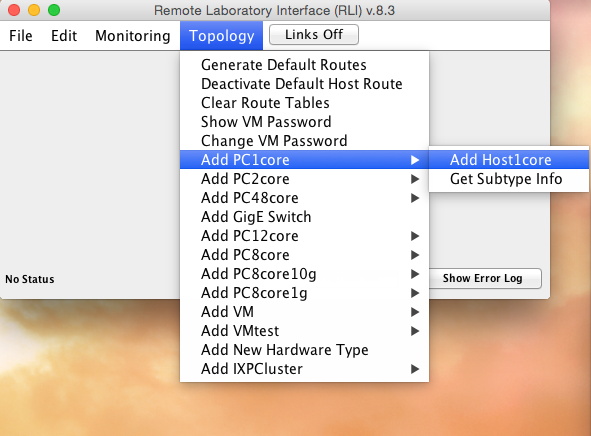 Remote Laboratory Interface (RLI) v.8.3
File Edit Monitoring Topology Links Off
Generate Default Routes
Deactivate Default Host Route
Clear Route Tables
Show VM Password
Change VM Password
Add PC1core
Add Host1core
Add PC2core
Get Subtype Info
Add PC48core
Add GigE Switch
Add PC12core
Add PC8core
Add PC8core10g
No Status
Show Error Log
Add PC8core1g
Add VM
Add VMtest
Add New Hardware Type
Add IXPCluster